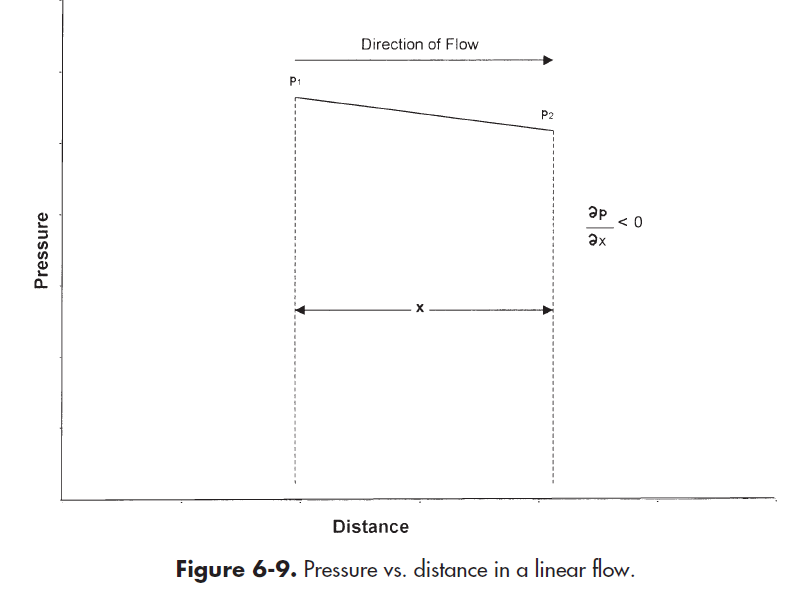 Direction of Flow
P1
P2
∂p
< 0
∂x
Pressure
x
Distance
Figure 6-9. Pressure vs. distance in a linear flow.